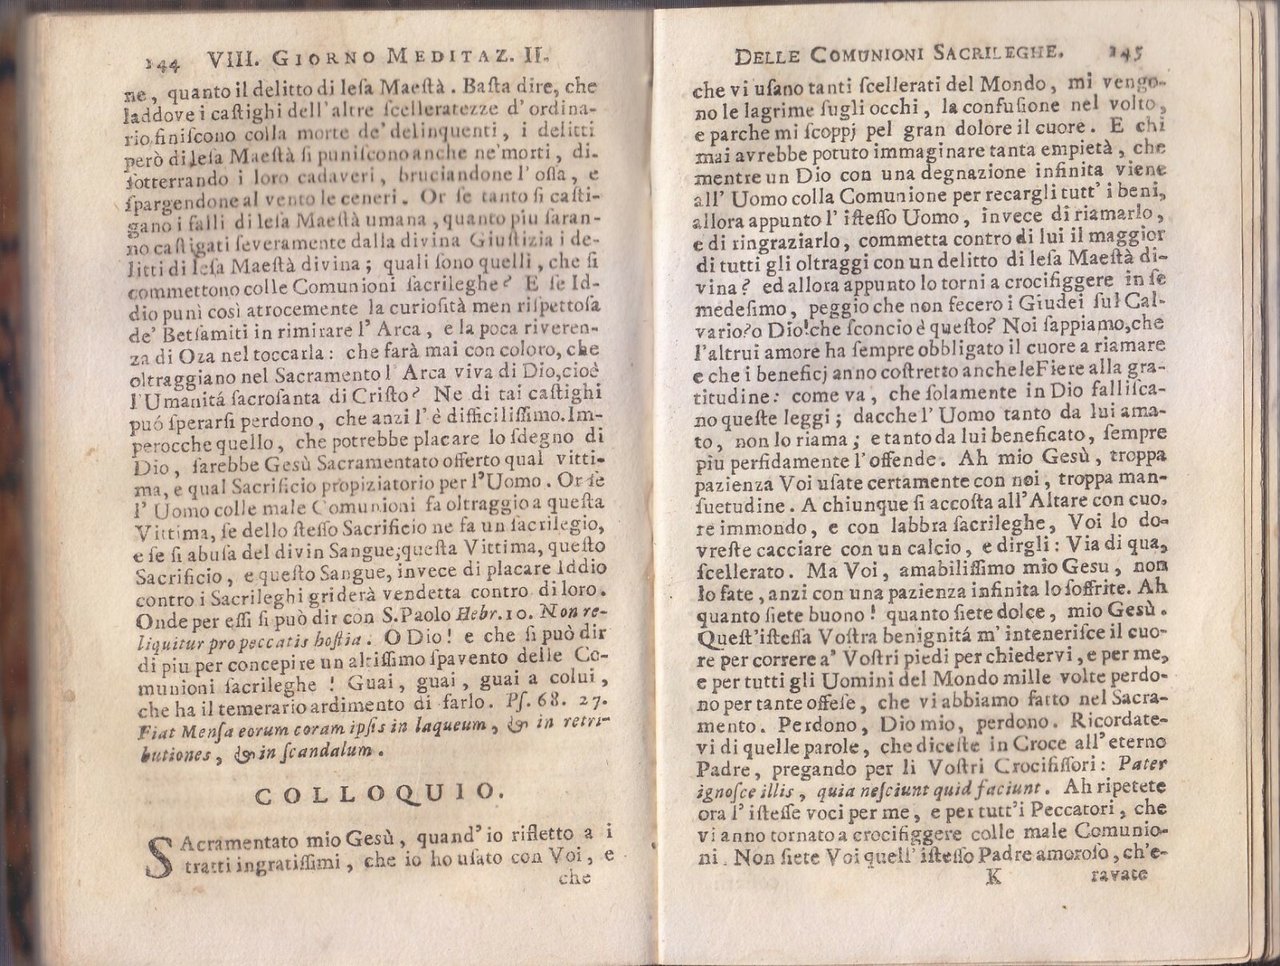 144 VIII. GIORNO MEDITAZ. II.
ne, quanto il delitto di leſa Maeſtà. Baſta dire, che
laddove i caſtighi dell'altre ſcelleratezze d'ordina-
rio finiſcono colla morte de' delinquenti, i delitti
però di leſa Maeſtà ſi puniſcono anche ne' morti, di-
ſotterrando i loro cadaveri, bruciandone l'oſſa, e
ſpargendone al vento le ceneri. Or ſe tanto ſi caſti-
gano i falli di leſa Maeſtà umana, quanto piu ſaran-
no caſtigati ſeveramente dalla divina Giuſtizia i de-
litti di leſa Maeſtà divina; quali ſono quelli, che ſi
commettono colle Comunioni ſacrileghe? E ſe Id-
dio punì così atrocemente la curioſità men riſpettoſa
de' Betſamiti in rimirare l'Arca, e la poca riveren-
za di Oza nel toccarla: che farà mai con coloro, che
oltraggiano nel Sacramento l'Arca viva di Dio, cioè
l'Umanitá ſacroſanta di Criſto? Ne di tai caſtighi
puó ſperarſi perdono, che anzi l'è difficiliſſimo. Im-
perocche quello, che potrebbe placare lo ſdegno di
Dio, ſarebbe Gesù Sacramentato offerto qual vitti-
ma, e qual Sacrificio propiziatorio per l'Uomo. Or ſe
l'Uomo colle male Comunioni fa oltraggio a queſta
Vittima, ſe dello ſteſſo Sacrificio ne fa un ſacrilegio,
e ſe ſi abuſa del divin Sangue; queſta Vittima, queſto
Sacrificio, e queſto Sangue, invece di placare Iddio
contro i Sacrileghi griderà vendetta contro di loro.
Onde per eſſi ſi può dir con S. Paolo Hebr. 10. Non re-
liquitur pro peccatis hoſtia. O Dio! e che ſi può dir
di piu per concepire un altiſſimo ſpavento delle Co-
munioni ſacrileghe! Guai, guai, guai a colui,
che ha il temerario ardimento di farlo. Pſ. 68. 27.
Fiat Menſa eorum coram ipſis in laqueum, & in retri-
butiones, & in ſcandalum.
COLLOQUIO.
SAcramentato mio Gesù, quand'io rifletto a i
tratti ingratiſſimi, che io ho uſato con Voi, e
che
DELLE COMUNIONI SACRILEGHE. 145
che vi uſano tanti ſcellerati del Mondo, mi vengo-
no le lagrime ſugli occhi, la confuſione nel volto,
e parche mi ſcoppj pel gran dolore il cuore. E chi
mai avrebbe potuto immaginare tanta empietà, che
mentre un Dio con una degnazione infinita viene
all'Uomo colla Comunione per recargli tutt'i beni,
allora appunto l'iſteſſo Uomo, invece di riamarlo,
e di ringraziarlo, commetta contro di lui il maggior
di tutti gli oltraggi con un delitto di leſa Maeſtà di-
vina? ed allora appunto lo torni a crocifiggere in ſe
medeſimo, peggio che non fecero i Giudei ſul Cal-
vario? o Dio! che ſconcio è queſto? Noi ſappiamo, che
l'altrui amore ha ſempre obbligato il cuore a riamare
e che i beneficj anno coſtretto anche le Fiere alla gra-
titudine: come va, che ſolamente in Dio falliſca-
no queſte leggi; dacche l'Uomo tanto da lui ama-
to, non lo riama; e tanto da lui beneficato, ſempre
più perfidamente l'offende. Ah mio Gesù, troppa
pazienza Voi uſate certamente con noi, troppa man-
ſuetudine. A chiunque ſi accoſta all'Altare con cuo-
re immondo, e con labbra ſacrileghe, Voi lo do-
vreſte cacciare con un calcio, e dirgli: Via di qua,
ſcellerato. Ma Voi, amabiliſſimo mio Gesu, non
lo fate, anzi con una pazienza infinita lo ſoffrite. Ah
quanto ſiete buono! quanto ſiete dolce, mio Gesù.
Queſt'iſteſſa Voſtra benignitá m'inteneriſce il cuo-
re per correre a' Voſtri piedi per chiedervi, e per me,
e per tutti gli Uomini del Mondo mille volte perdo-
no per tante offeſe, che vi abbiamo fatto nel Sacra-
mento. Perdono, Dio mio, perdono. Ricordate-
vi di quelle parole, che diceſte in Croce all'eterno
Padre, pregando per li Voſtri Crocifiſſori: Pater
ignoſce illis, quia neſciunt quid faciunt. Ah ripetete
ora l'iſteſſe voci per me, e per tutt'i Peccatori, che
vi anno tornato a crocifiggere colle male Comunio-
ni. Non ſiete Voi quell'iſteſſo Padre amoroſo, ch'e-
K ravate